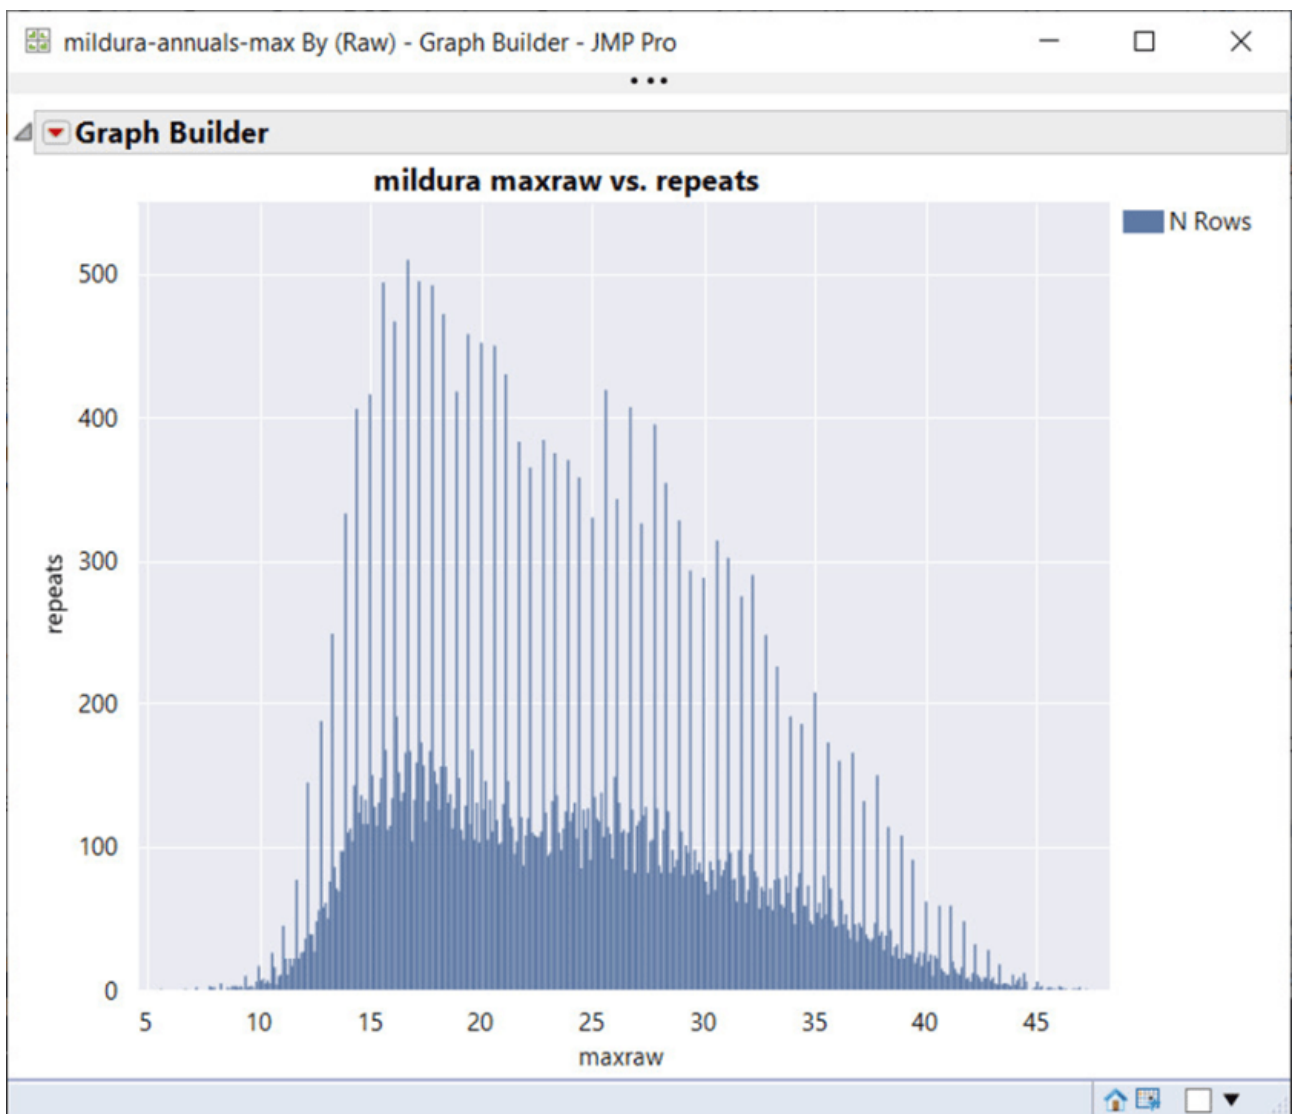 mildura-annuals-max By (Raw) - Graph Builder - JMP Pro
Graph Builder
mildura maxraw vs. repeats
N Rows
500
400
300
200
100
0
repeats
5 10 15 20 25 30 35 40 45
maxraw